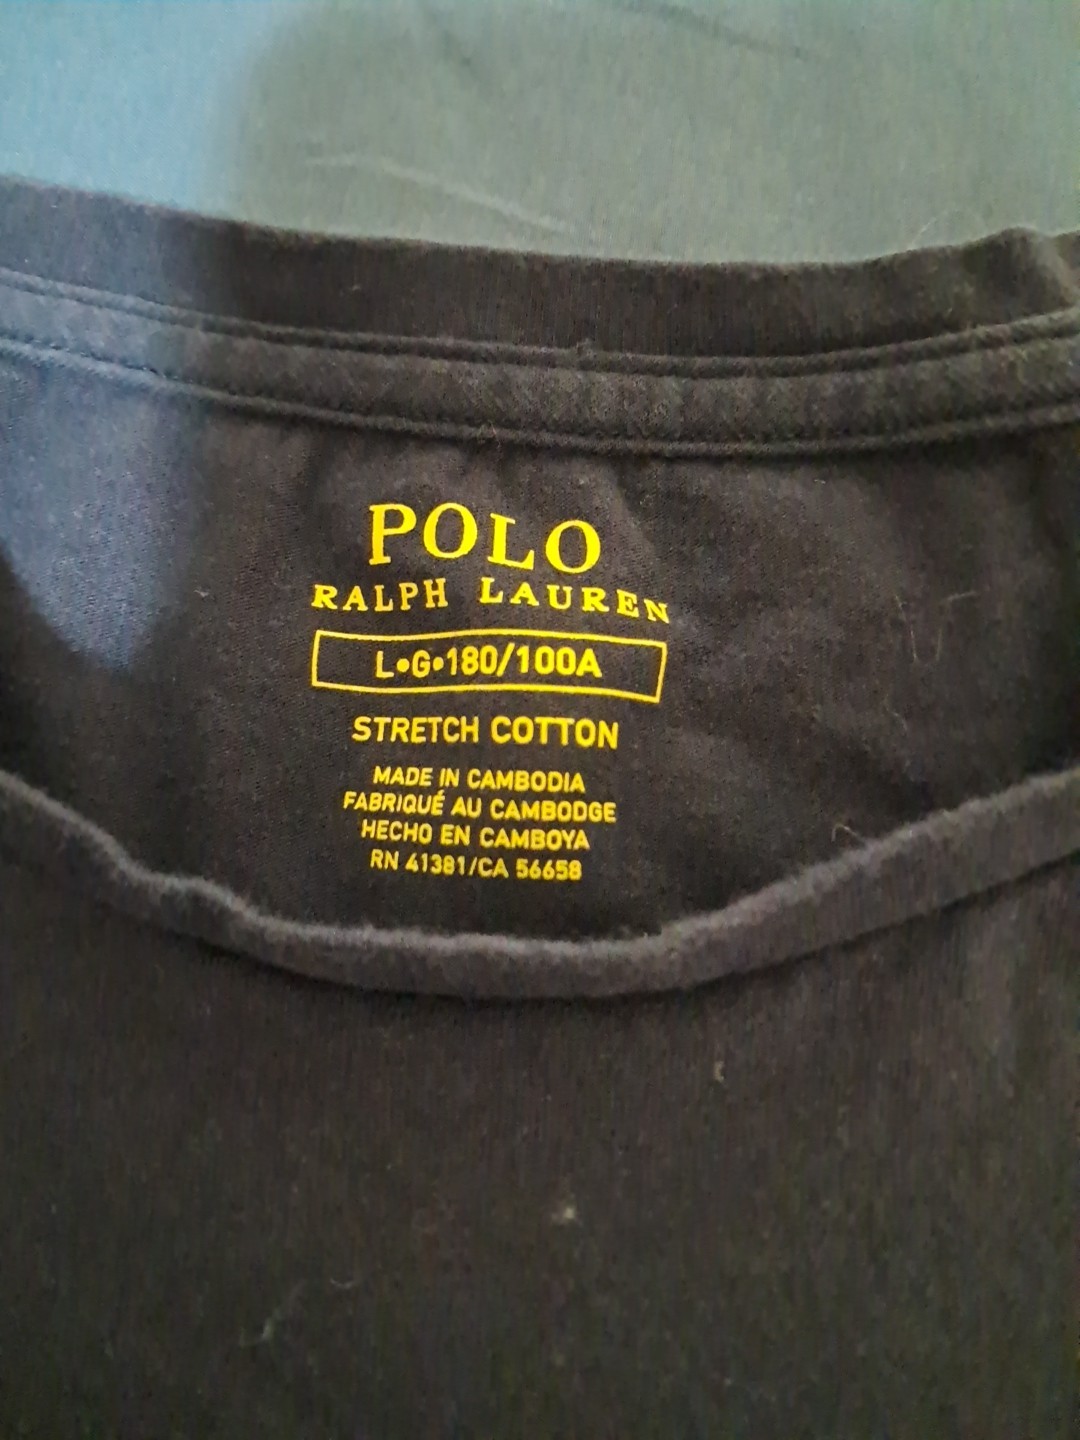 POLO
RALPH LAUREN
L•G•180/100A
STRETCH COTTON
MADE IN CAMBODIA
FABRIQUÉ AU CAMBODGE
HECHO EN CAMBOYA
RN 41381/CA 56658